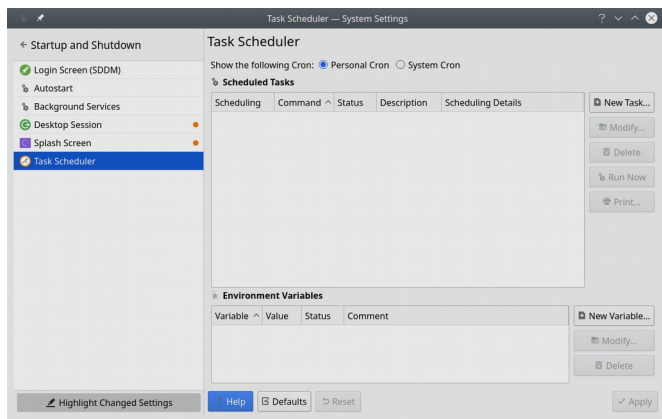 Task Scheduler — System Settings
Startup and Shutdown
Login Screen (SDDM)
Autostart
Background Services
Desktop Session
Splash Screen
Task Scheduler
Highlight Changed Settings
Task Scheduler
Show the following Cron: Personal Cron System Cron
Scheduled Tasks
Scheduling Command Status Description Scheduling Details
New Task...
Modify...
Delete
Run Now
Print...
Environment Variables
Variable Value Status Comment
New Variable...
Modify...
Delete
Help Defaults Reset Apply